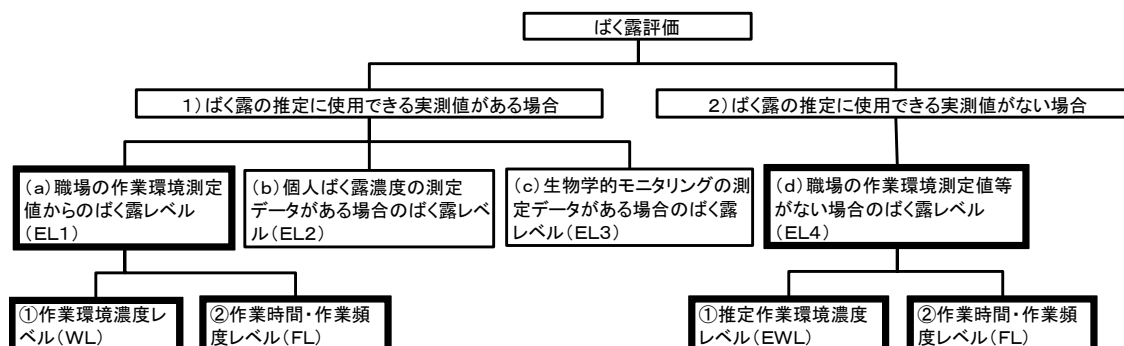 ばく露評価
1)ばく露の推定に使用できる実測値がある場合
2)ばく露の推定に使用できる実測値がない場合
(a)職場の作業環境測定
値からのばく露レベル
(EL1)
(b)個人ばく露濃度の測定
データがある場合のばく露レベ
ル(EL2)
(c)生物学的モニタリングの測
定データがある場合のばく露
レベル(EL3)
(d)職場の作業環境測定値等
がない場合のばく露レベル
(EL4)
①作業環境濃度レ
ベル(WL)
②作業時間・作業頻
度レベル(FL)
①推定作業環境濃度
レベル(EWL)
②作業時間・作業頻
度レベル(FL)